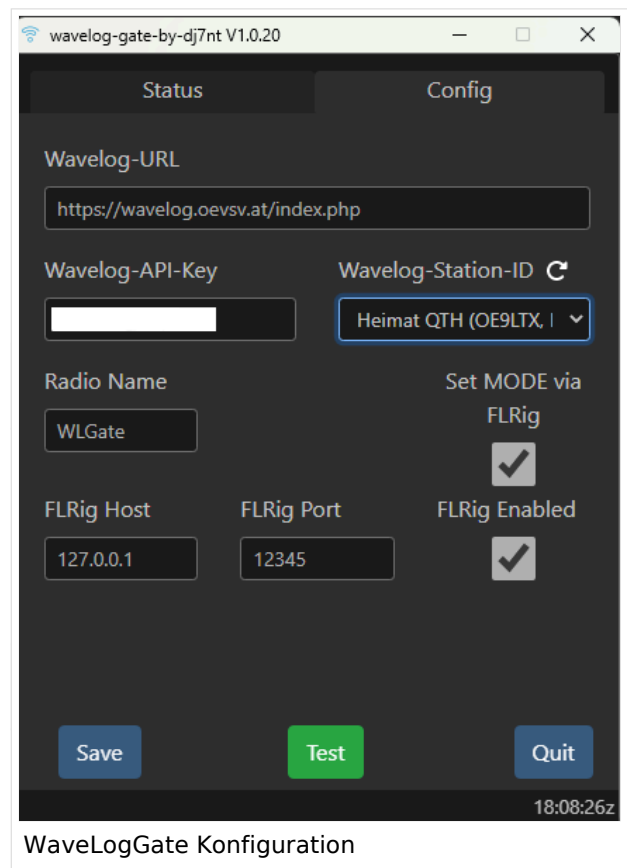 wavelog-gate-by-dj7nt V1.0.20
Status Config
Wavelog-URL
https://wavelog.oevsv.at/index.php
Wavelog-API-Key Wavelog-Station-ID
Heimat QTH (OE9LTX,
Radio Name Set MODE via
FLRig
WLGate
FLRig Host FLRig Port FLRig Enabled
127.0.0.1 12345
Save Test Quit
18:08:26z
WaveLogGate Konfiguration